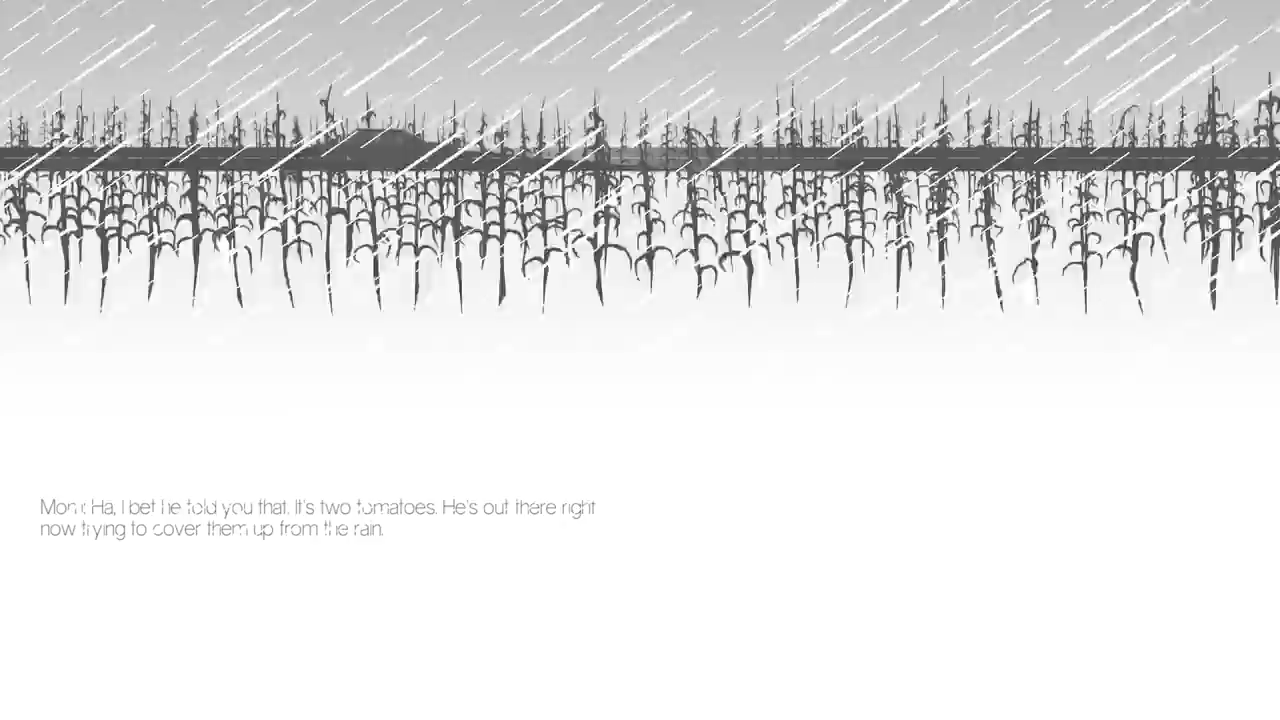 Mom: Ha, I bet he told you that. It's two tomatoes. He's out there right
now trying to cover them up from the rain.